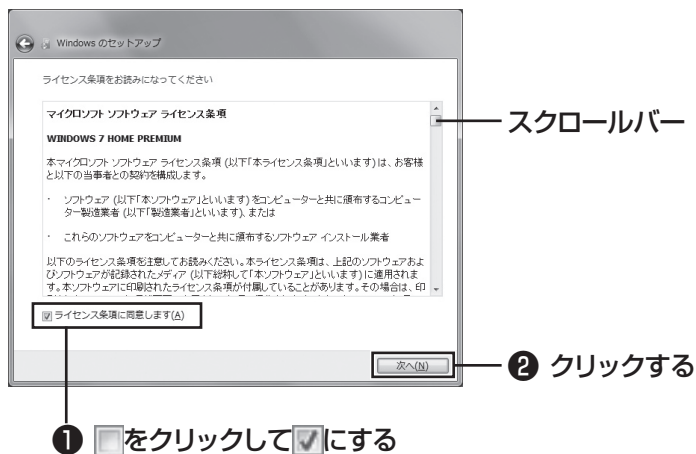 Windows のセットアップ
ライセンス条項をお読みになってください
マイクロソフト ソフトウェア ライセンス条項
WINDOWS 7 HOME PREMIUM
本マイクロソフト ソフトウェア ライセンス条項 (以下「本ライセンス条項」といいます) は、お客様
と以下の当事者との契約を構成します。
・ ソフトウェア (以下「本ソフトウェア」といいます) をコンピューターと共に頒布するコンピュー
ター製造業者 (以下「製造業者」といいます)、または
・ これらのソフトウェアをコンピューターと共に頒布するソフトウェア インストール業者
以下のライセンス条項を注意してお読みください。本ライセンス条項は、上記のソフトウェアおよ
びソフトウェアが記録されたメディア (以下総称して「本ソフトウェア」といいます) に適用されま
す。本ソフトウェアに印刷されたライセンス条項が付属していることがあります。その場合は、印
ライセンス条項に同意します(A)
次へ(N)
スクロールバー
❷ クリックする
❶ をクリックしてにする